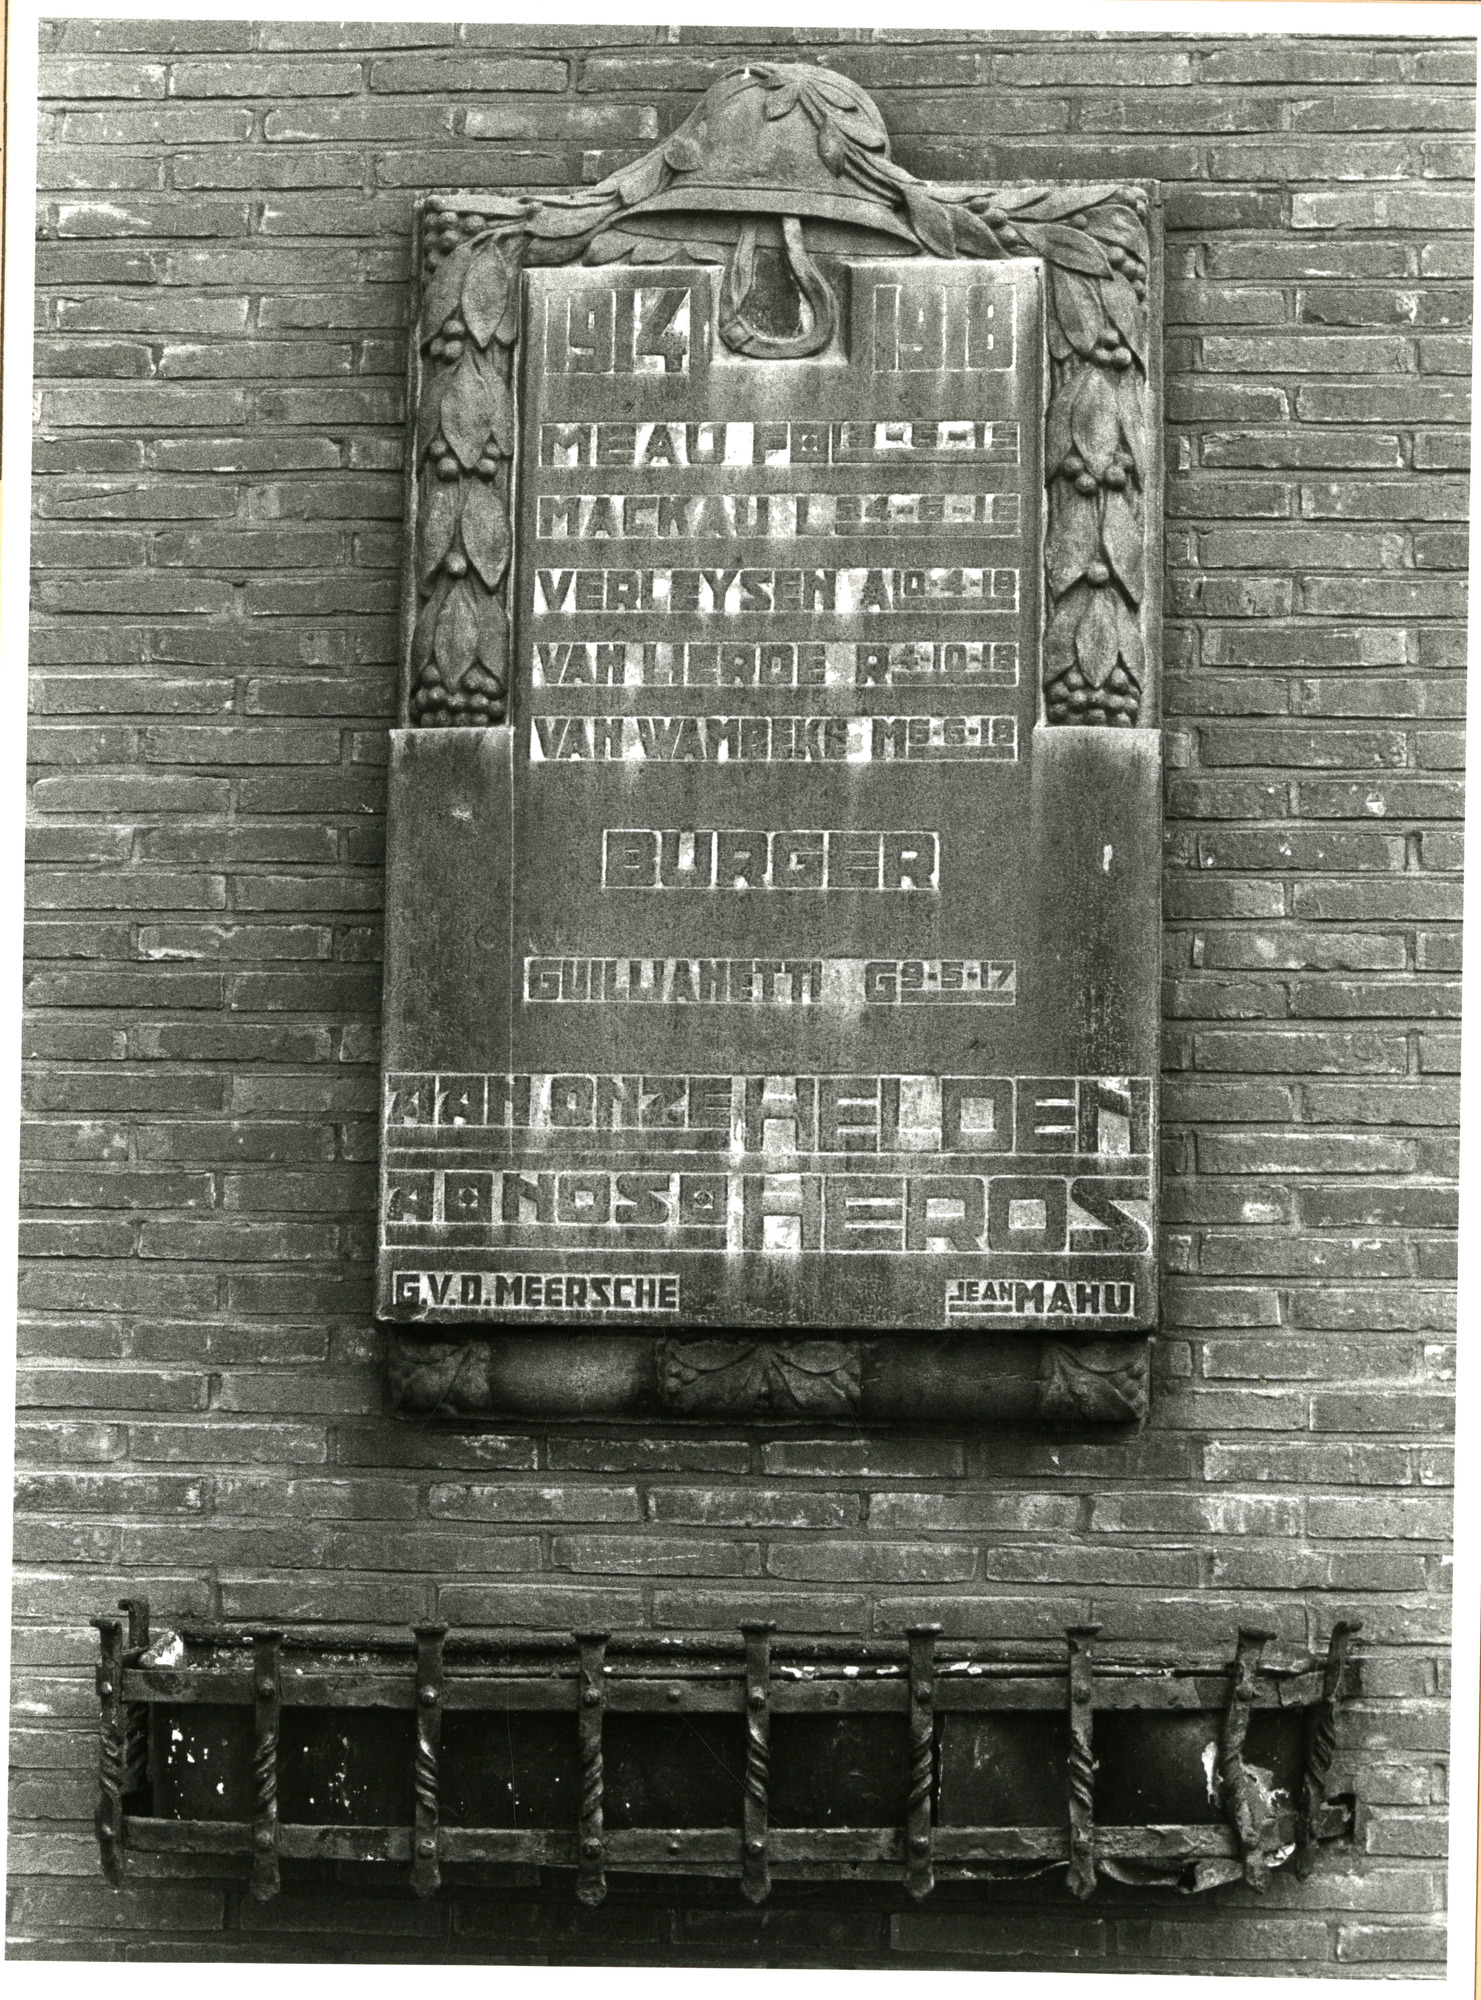 1914 1918
MEAU
MACKAU L
VERLEYSEN A 10-4-18
VAN LIERDE R 4-10-18
VAN WAMBEKE M 6-6-18
BURGER
GUILLIANETTI G 9-5-17
AAN ONZE HELDEN
A NOS HEROS
G.V.D. MEERSCHE
JEAN MAHU